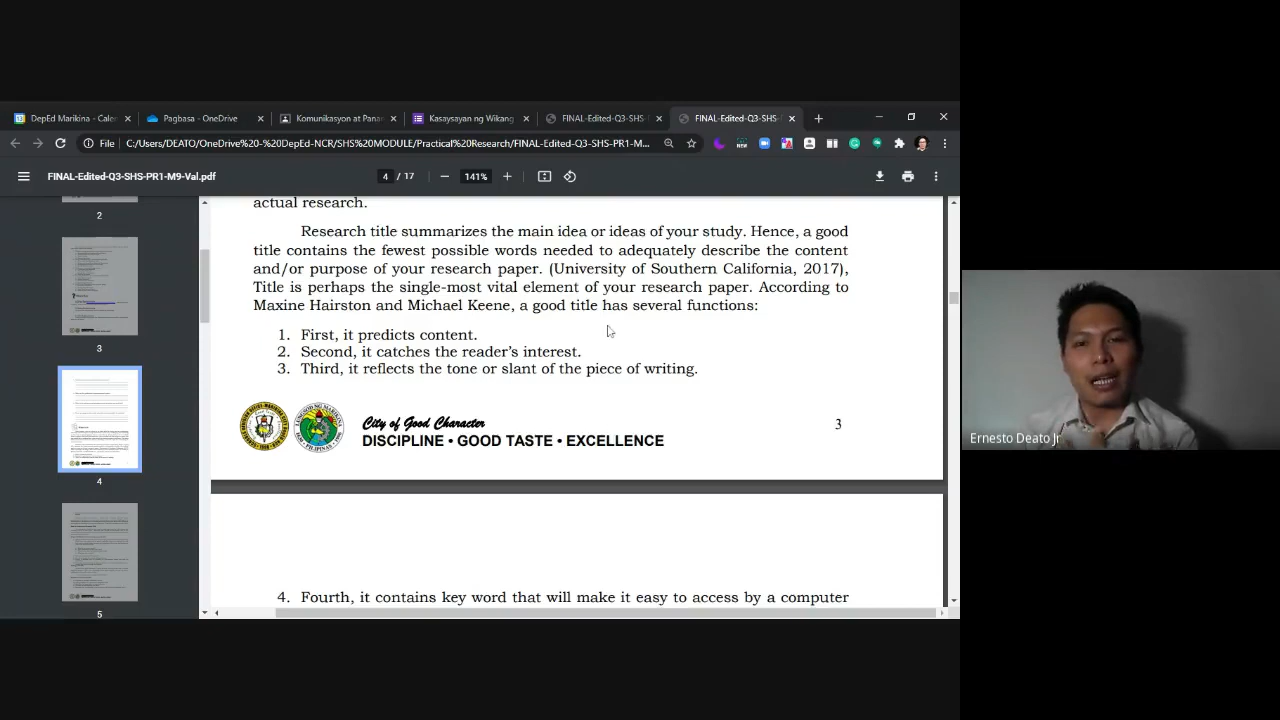 DepEd Marikina - Cale
Pagbasa - OneDrive
Komunikasyon at Panan
Kasaysayan ng Wikang
FINAL-Edited-Q3-SHS-
FINAL-Edited-Q3-SHS-
File
C:/Users/DEATO/OneDrive%20-%20DepEd-NCR/SHS%20MODULE/Practical%20Research/FINAL-Edited-Q3-SHS-PR1-M...
FINAL-Edited-Q3-SHS-PR1-M9-Val.pdf
4 / 17
141%
2
3
4
5
actual research.
Research title summarizes the main idea or ideas of your study. Hence, a good
title contains the fewest possible words needed to adequately describe the content
and/or purpose of your research paper. (University of Southern California, 2017),
Title is perhaps the single-most vital element of your research paper. According to
Maxine Hairston and Michael Keene, a good title has several functions:
1. First, it predicts content.
2. Second, it catches the reader's interest.
3. Third, it reflects the tone or slant of the piece of writing.
City of Good Character
DISCIPLINE • GOOD TASTE • EXCELLENCE
3
4. Fourth, it contains key word that will make it easy to access by a computer
Ernesto Deato Jr